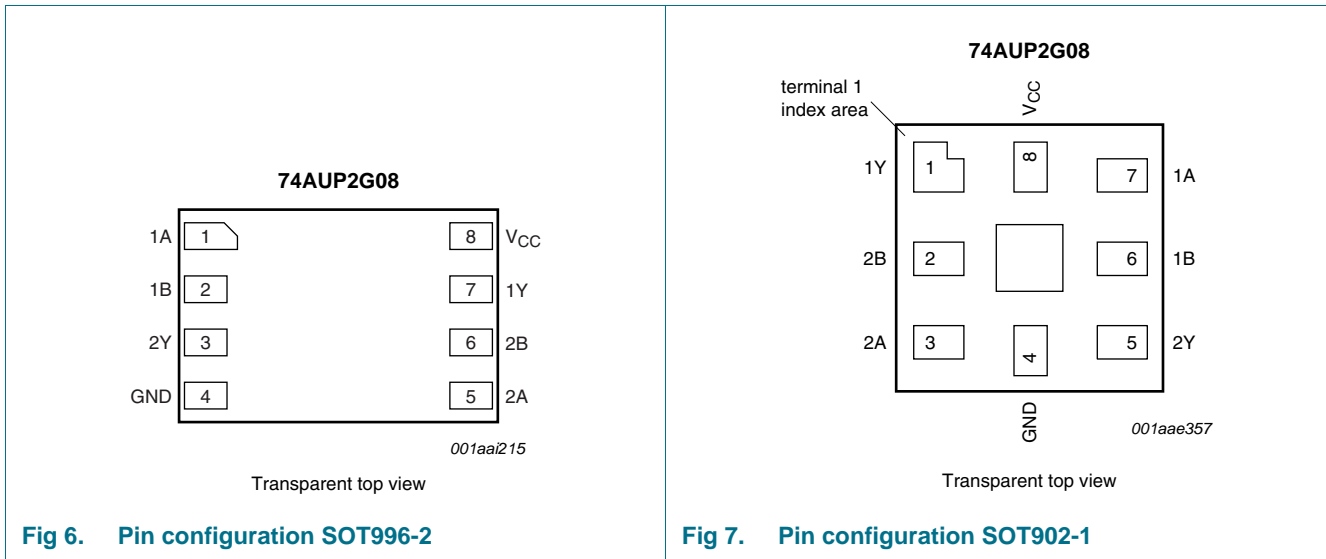 74AUP2G08
1A 1 8 VCC
1B 2 7 1Y
2Y 3 6 2B
GND 4 5 2A
001aai215
Transparent top view
Fig 6. Pin configuration SOT996-2
74AUP2G08
terminal 1
index area
VCC
1Y 1 8 7 1A
2B 2 6 1B
2A 3 4 5 2Y
GND
001aae357
Transparent top view
Fig 7. Pin configuration SOT902-1